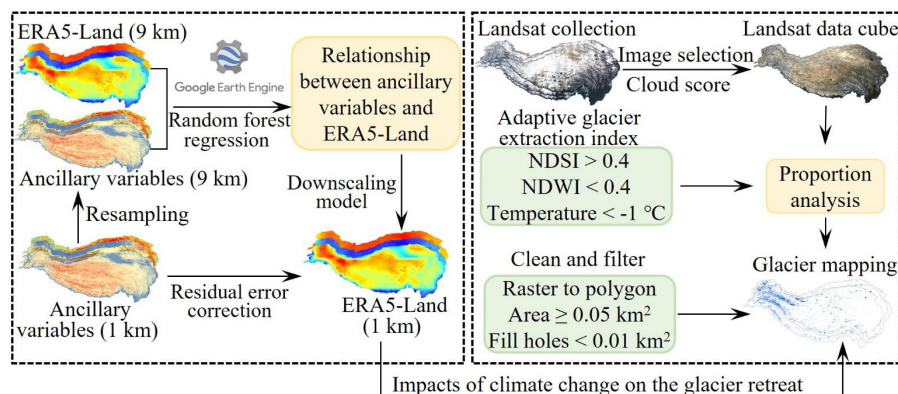 ERA5-Land (9 km)
Google Earth Engine
Random forest
regression
Relationship
between ancillary
variables and
ERA5-Land
Ancillary variables (9 km)
Resampling
Downscaling
model
Ancillary
variables (1 km)
Residual error
correction
ERA5-Land
(1 km)
Landsat collection
Image selection
Cloud score
Landsat data cube
Adaptive glacier
extraction index
NDSI > 0.4
NDWI < 0.4
Temperature < -1 ℃
Proportion
analysis
Clean and filter
Raster to polygon
Area ≥ 0.05 km²
Fill holes < 0.01 km²
Glacier mapping
Impacts of climate change on the glacier retreat